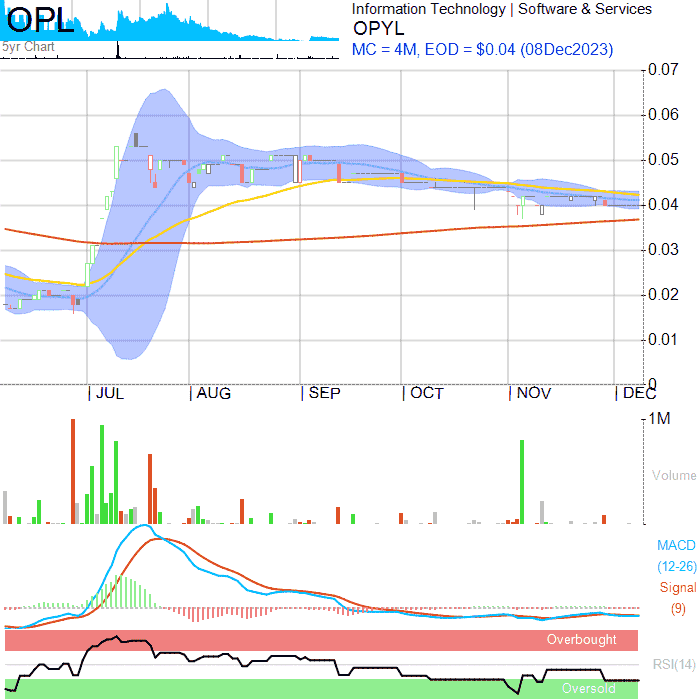 OPL
5yr Chart
Information Technology | Software & Services
OPYL
MC = 4M, EOD = $0.04 (08Dec2023)
0.07
0.06
0.05
0.04
0.03
0.02
0.01
0
JUL AUG SEP OCT NOV DEC
1M
Volume
MACD
(12-26)
Signal
(9)
Overbought
RSI(14)
Oversold